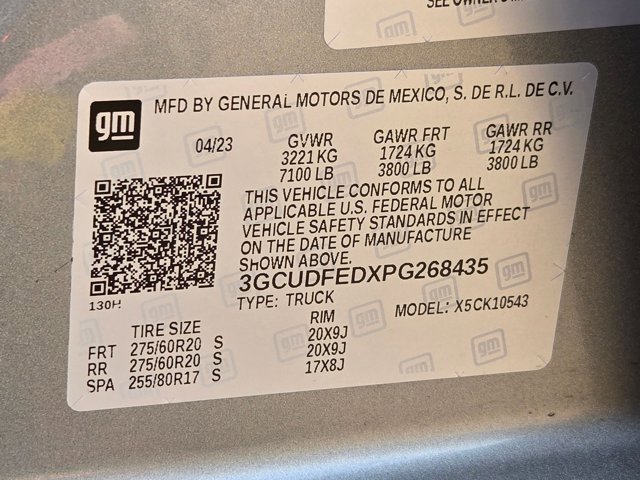 SEE OWNER'S
gm
MFD BY GENERAL MOTORS DE MEXICO, S. DE R.L. DE C.V.
04/23 GVWR GAWR FRT GAWR RR
3221 KG 1724 KG 1724 KG
7100 LB 3800 LB 3800 LB
THIS VEHICLE CONFORMS TO ALL
APPLICABLE U.S. FEDERAL MOTOR
VEHICLE SAFETY STANDARDS IN EFFECT
ON THE DATE OF MANUFACTURE
SHOWN ABOVE.
3GCUDFEDXPG268435
130H TYPE: TRUCK MODEL: X5CK10543
TIRE SIZE RIM
FRT 275/60R20 S 20X9J
RR 275/60R20 S 20X9J
SPA 255/80R17 S 17X8J